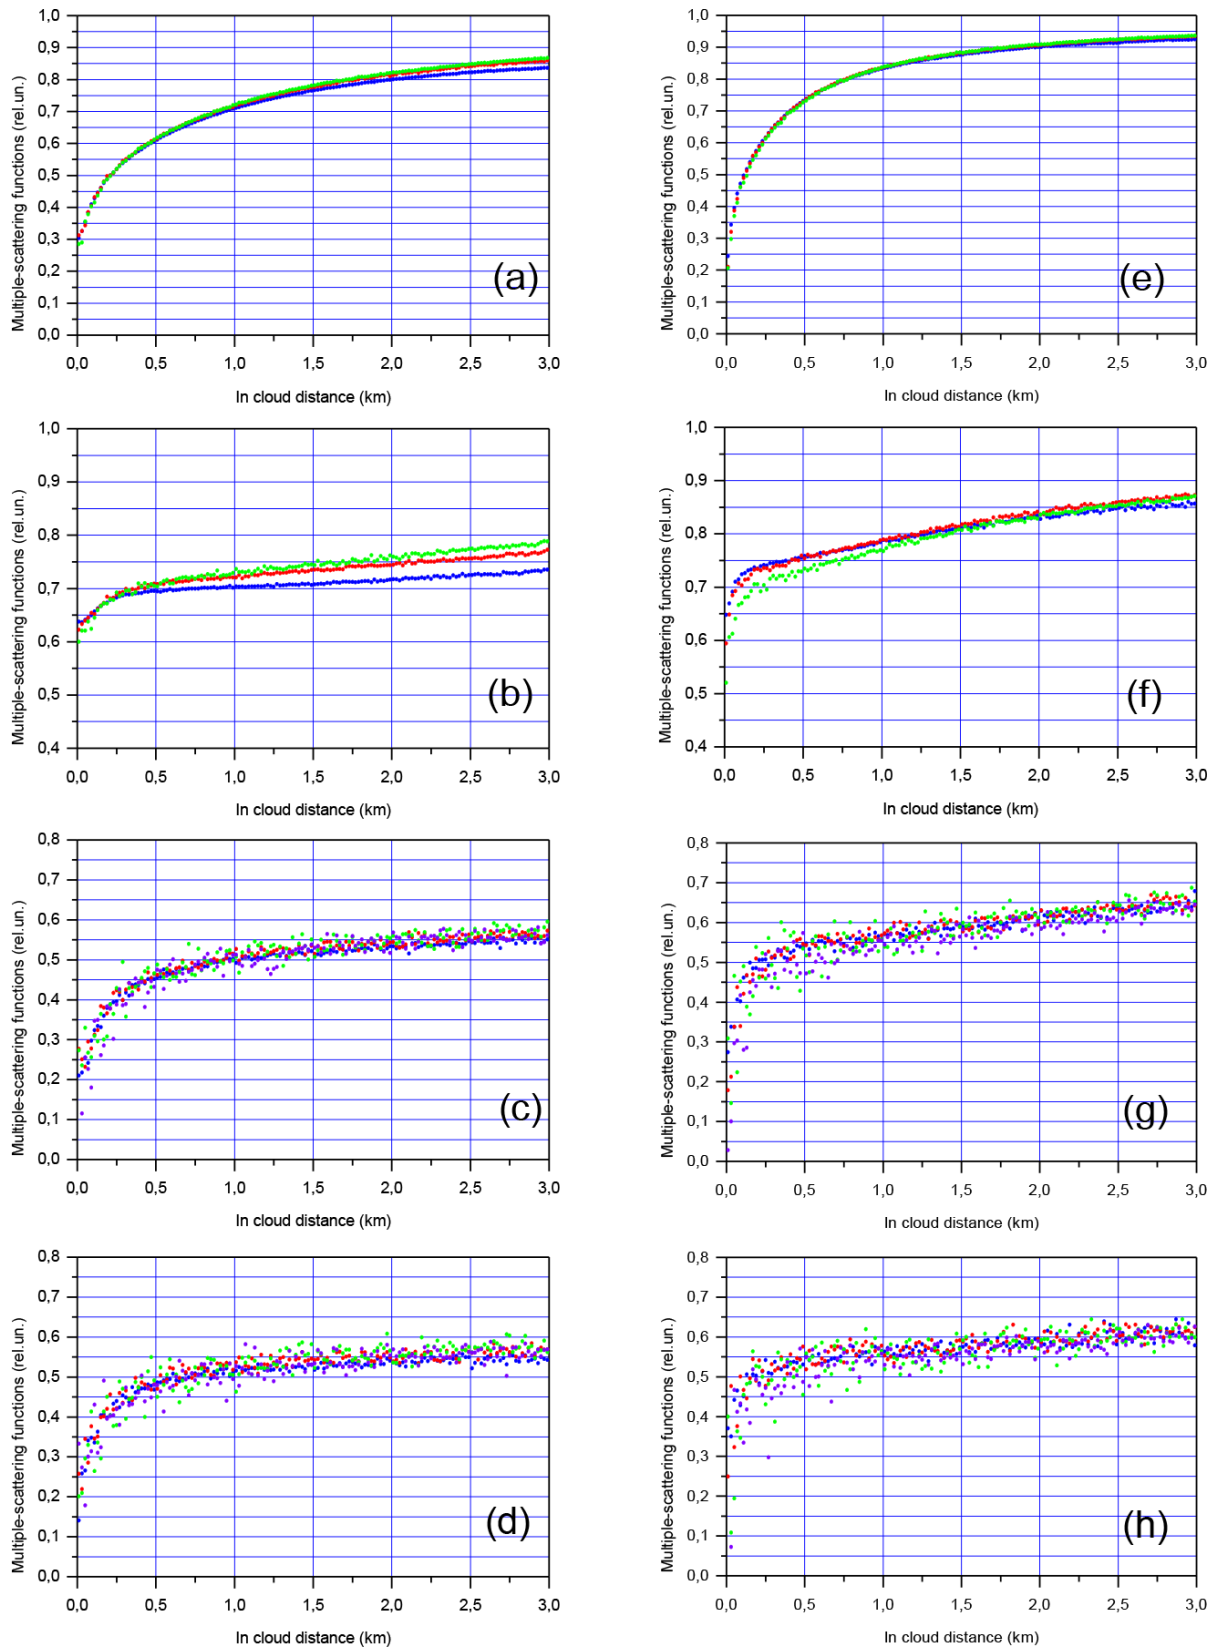 Multiple-scattering functions (rel.un.)
1,0
0,9
0,8
0,7
0,6
0,5
0,4
0,3
0,2
0,1
0,0
(a)
0,0 0,5 1,0 1,5 2,0 2,5 3,0
In cloud distance (km)
Multiple-scattering functions (rel.un.)
1,0
0,9
0,8
0,7
0,6
0,5
0,4
0,3
0,2
0,1
0,0
(e)
0,0 0,5 1,0 1,5 2,0 2,5 3,0
In cloud distance (km)
Multiple-scattering functions (rel.un.)
1,0
0,9
0,8
0,7
0,6
0,5
0,4
(b)
0,0 0,5 1,0 1,5 2,0 2,5 3,0
In cloud distance (km)
Multiple-scattering functions (rel.un.)
1,0
0,9
0,8
0,7
0,6
0,5
0,4
(f)
0,0 0,5 1,0 1,5 2,0 2,5 3,0
In cloud distance (km)
Multiple-scattering functions (rel.un.)
0,8
0,7
0,6
0,5
0,4
0,3
0,2
0,1
0,0
(c)
0,0 0,5 1,0 1,5 2,0 2,5 3,0
In cloud distance (km)
Multiple-scattering functions (rel.un.)
0,8
0,7
0,6
0,5
0,4
0,3
0,2
0,1
0,0
(g)
0,0 0,5 1,0 1,5 2,0 2,5 3,0
In cloud distance (km)
Multiple-scattering functions (rel.un.)
0,8
0,7
0,6
0,5
0,4
0,3
0,2
0,1
0,0
(d)
0,0 0,5 1,0 1,5 2,0 2,5 3,0
In cloud distance (km)
Multiple-scattering functions (rel.un.)
0,8
0,7
0,6
0,5
0,4
0,3
0,2
0,1
0,0
(h)
0,0 0,5 1,0 1,5 2,0 2,5 3,0
In cloud distance (km)